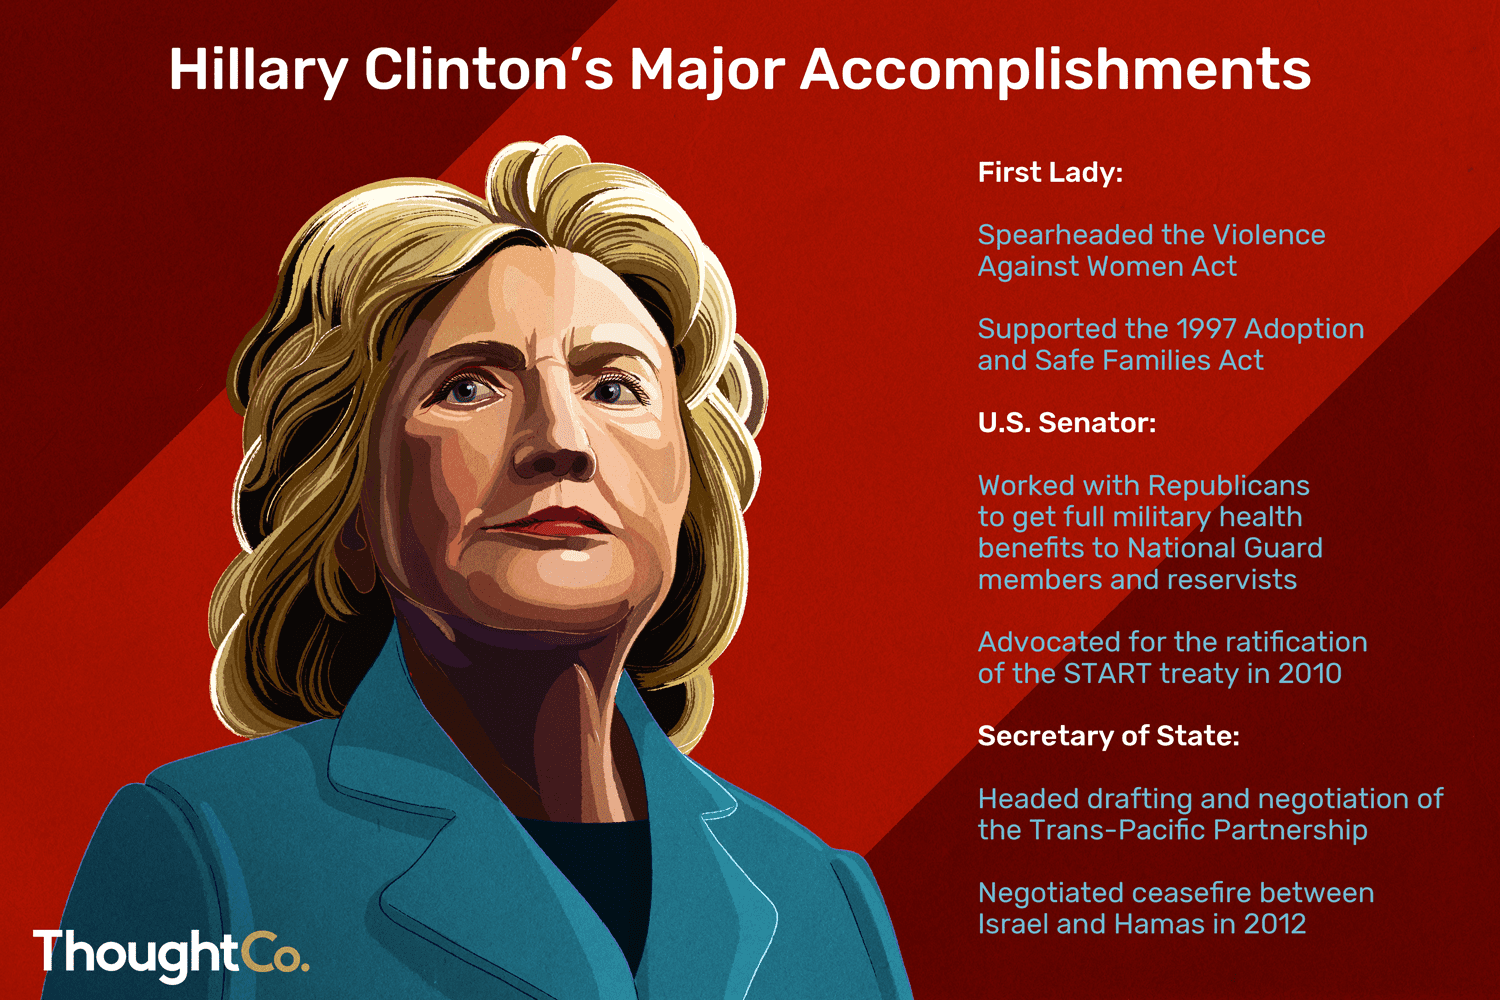 Hillary Clinton’s Major Accomplishments
First Lady:
Spearheaded the Violence
Against Women Act
Supported the 1997 Adoption
and Safe Families Act
U.S. Senator:
Worked with Republicans
to get full military health
benefits to National Guard
members and reservists
Advocated for the ratification
of the START treaty in 2010
Secretary of State:
Headed drafting and negotiation of
the Trans-Pacific Partnership
Negotiated ceasefire between
Israel and Hamas in 2012
ThoughtCo.